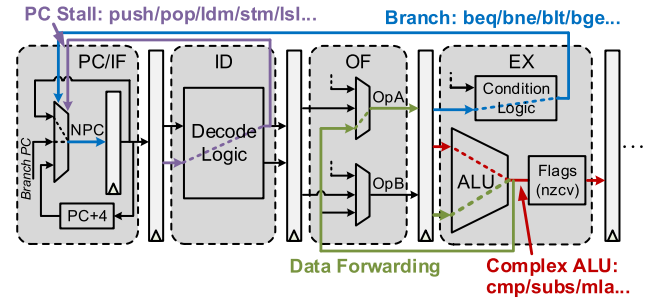 PC Stall: push/pop/ldm/stm/lsl...
Branch: beq/bne/blt/bge...
PC/IF
ID
OF
EX
NPC
Branch PC
PC+4
Decode
Logic
OpA
OpB
Condition
Logic
ALU
Flags
(nzcv)
...
Data Forwarding
Complex ALU:
cmp/subs/mla...